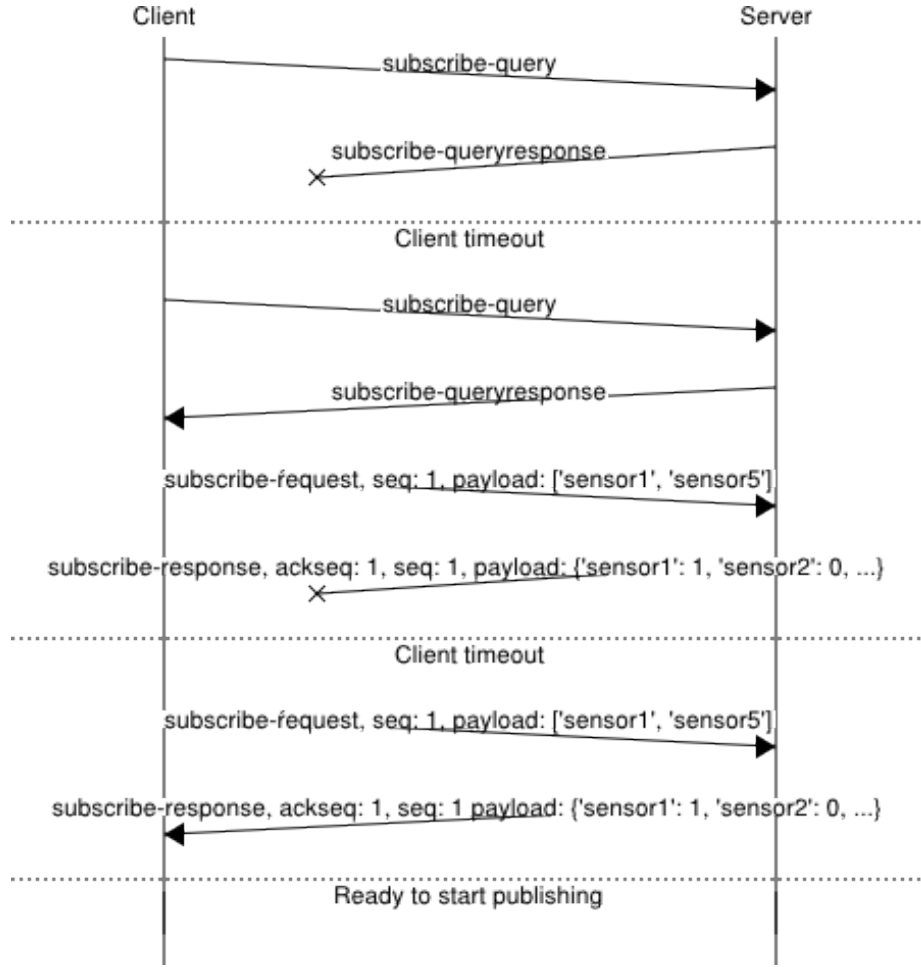 Client
Server
subscribe-query
subscribe-queryresponse
Client timeout
subscribe-query
subscribe-queryresponse
subscribe-request, seq: 1, payload: ['sensor1', 'sensor5']
subscribe-response, ackseq: 1, seq: 1, payload: {'sensor1': 1, 'sensor2': 0, ...}
Client timeout
subscribe-request, seq: 1, payload: ['sensor1', 'sensor5']
subscribe-response, ackseq: 1, seq: 1 payload: {'sensor1': 1, 'sensor2': 0, ...}
Ready to start publishing